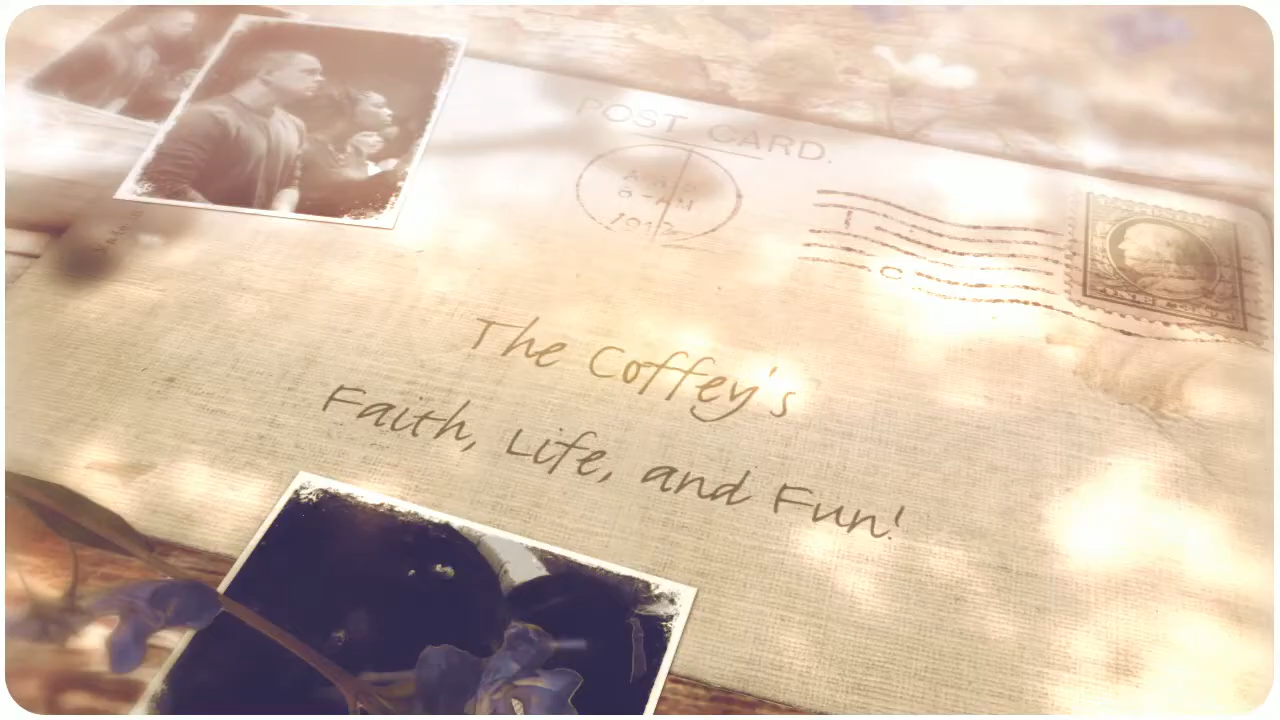 POST CARD.
The Coffey's
Faith, Life, and Fun!